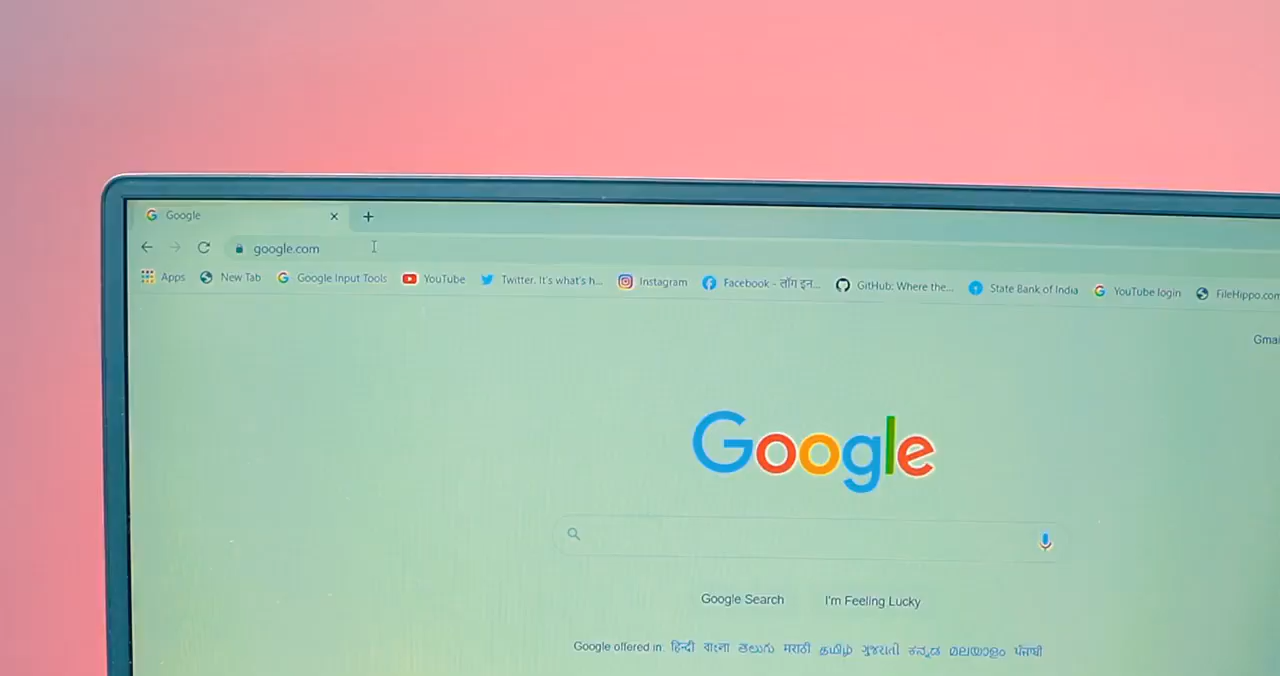 Google
google.com
Apps New Tab Google Input Tools YouTube Twitter. It's what's h... Instagram Facebook - लॉग इन... GitHub: Where the... State Bank of India YouTube login FileHippo.com
Gmai
Google
Google Search I'm Feeling Lucky
Google offered in: हिन्दी বাংলা తెలుగు मराठी தமிழ் ગુજરાતી ಕನ್ನಡ മലയാളം ਪੰਜਾਬੀ